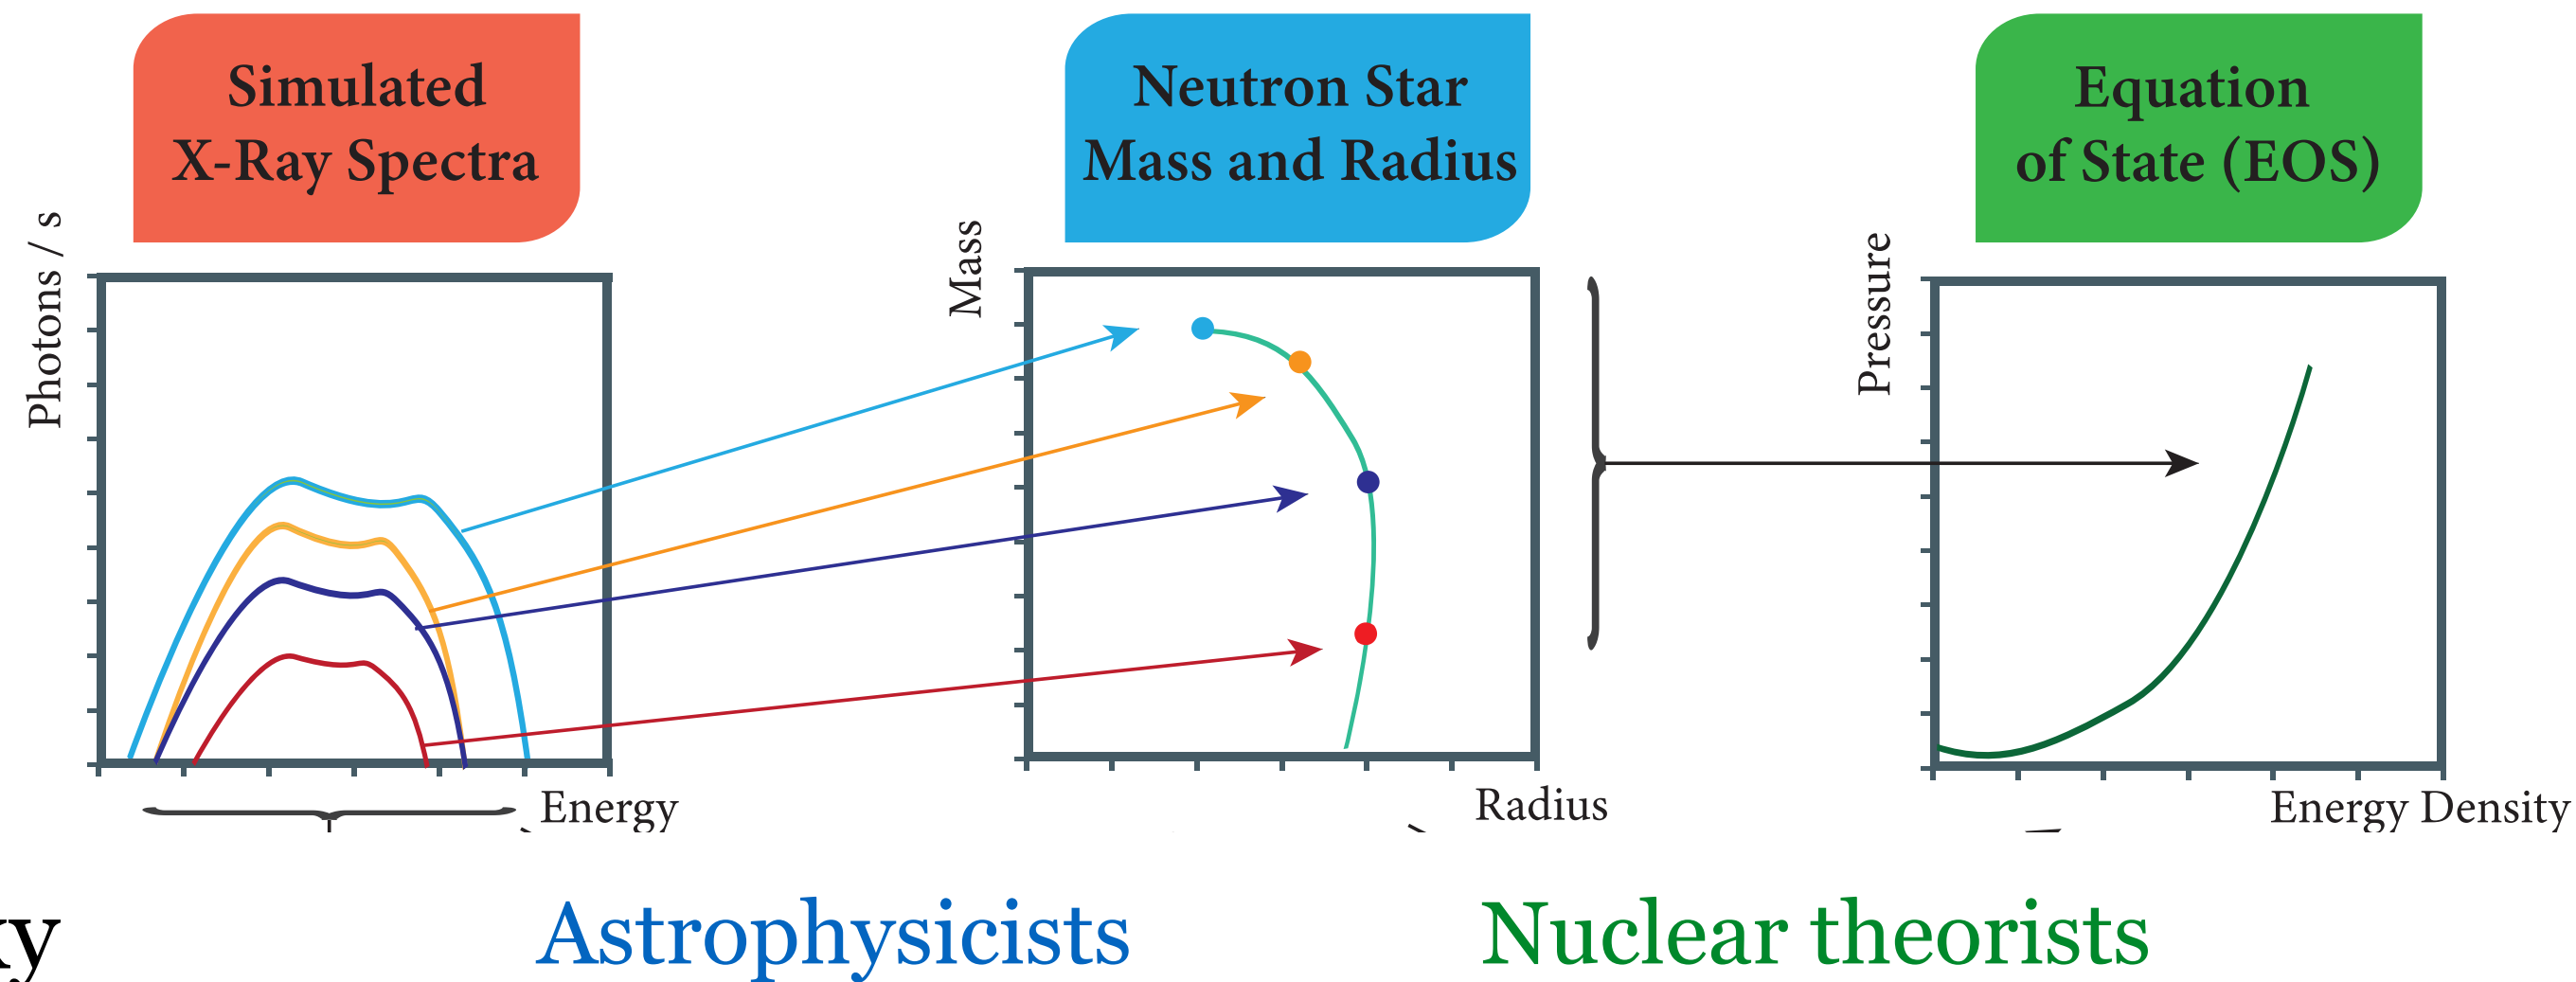 Simulated
X-Ray Spectra
Neutron Star
Mass and Radius
Equation
of State (EOS)
Photons / s
Energy
Mass
Radius
Pressure
Energy Density
Astrophysicists
Nuclear theorists